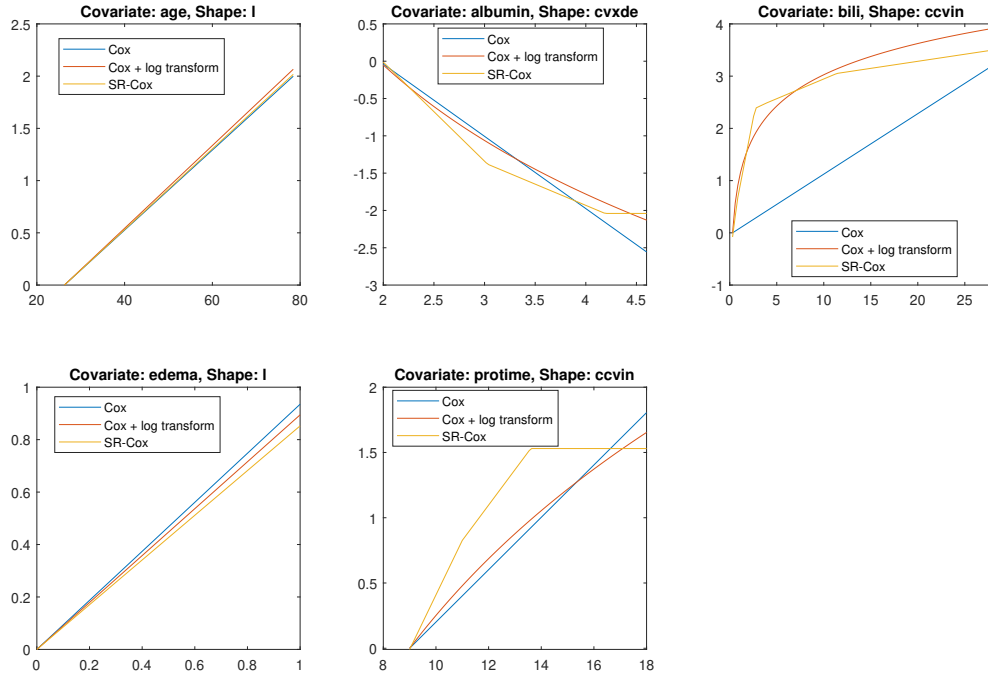 Covariate: age, Shape: l
2.5
2
1.5
1
0.5
0
20 40 60 80
Cox
Cox + log transform
SR-Cox
Covariate: albumin, Shape: cvxde
0.5
0
-0.5
-1
-1.5
-2
-2.5
-3
2 2.5 3 3.5 4 4.5
Cox
Cox + log transform
SR-Cox
Covariate: bili, Shape: ccvin
4
3
2
1
0
-1
0 5 10 15 20 25
Cox
Cox + log transform
SR-Cox
Covariate: edema, Shape: l
1
0.8
0.6
0.4
0.2
0
0 0.2 0.4 0.6 0.8 1
Cox
Cox + log transform
SR-Cox
Covariate: protime, Shape: ccvin
2
1.5
1
0.5
0
8 10 12 14 16 18
Cox
Cox + log transform
SR-Cox